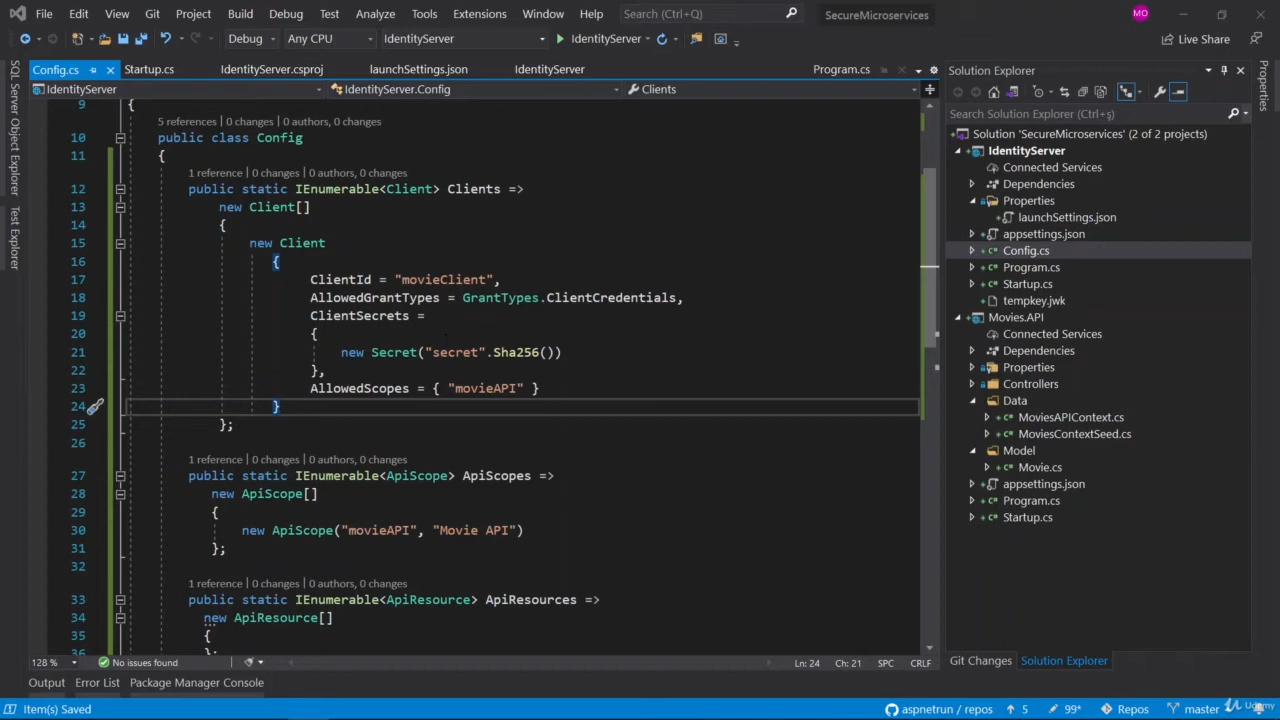 File Edit View Git Project Build Debug Test Analyze Tools Extensions Window Help Search (Ctrl+Q) SecureMicroservices MO
Debug Any CPU IdentityServer IdentityServer Live Share
Config.cs Startup.cs IdentityServer.csproj launchSettings.json IdentityServer Program.cs
IdentityServer IdentityServer.Config Clients
SQL Server Object Explorer
Test Explorer
9 {
5 references | 0 changes | 0 authors, 0 changes
10 public class Config
11 {
1 reference | 0 changes | 0 authors, 0 changes
12 public static IEnumerable<Client> Clients =>
13 new Client[]
14 {
15 new Client
16 {
17 ClientId = "movieClient",
18 AllowedGrantTypes = GrantTypes.ClientCredentials,
19 ClientSecrets =
20 {
21 new Secret("secret".Sha256())
22 },
23 AllowedScopes = { "movieAPI" }
24 }
25 };
26
1 reference | 0 changes | 0 authors, 0 changes
27 public static IEnumerable<ApiScope> ApiScopes =>
28 new ApiScope[]
29 {
30 new ApiScope("movieAPI", "Movie API")
31 };
32
1 reference | 0 changes | 0 authors, 0 changes
33 public static IEnumerable<ApiResource> ApiResources =>
34 new ApiResource[]
35 {
36 };
128 % No issues found Ln: 24 Ch: 21 SPC CRLF
Output Error List Package Manager Console
Solution Explorer
Search Solution Explorer (Ctrl+ş)
Solution 'SecureMicroservices' (2 of 2 projects)
IdentityServer
Connected Services
Dependencies
Properties
launchSettings.json
appsettings.json
Config.cs
Program.cs
Startup.cs
tempkey.jwk
Movies.API
Connected Services
Dependencies
Properties
Controllers
Data
MoviesAPIContext.cs
MoviesContextSeed.cs
Model
Movie.cs
appsettings.json
Program.cs
Startup.cs
Git Changes Solution Explorer
Properties
Item(s) Saved aspnetrun / repos 5 99* Repos master
Udemy